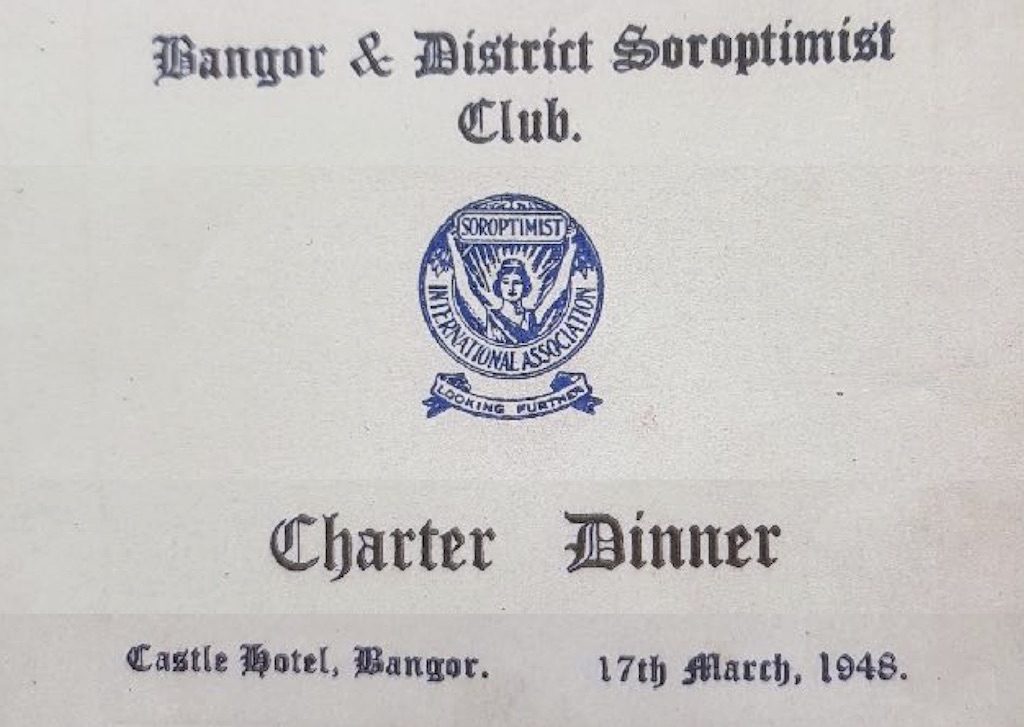 Bangor & District Soroptimist
Club.
SOROPTIMIST
INTERNATIONAL ASSOCIATION
LOOKING FURTHER
Charter Dinner
Castle Hotel, Bangor. 17th March, 1948.